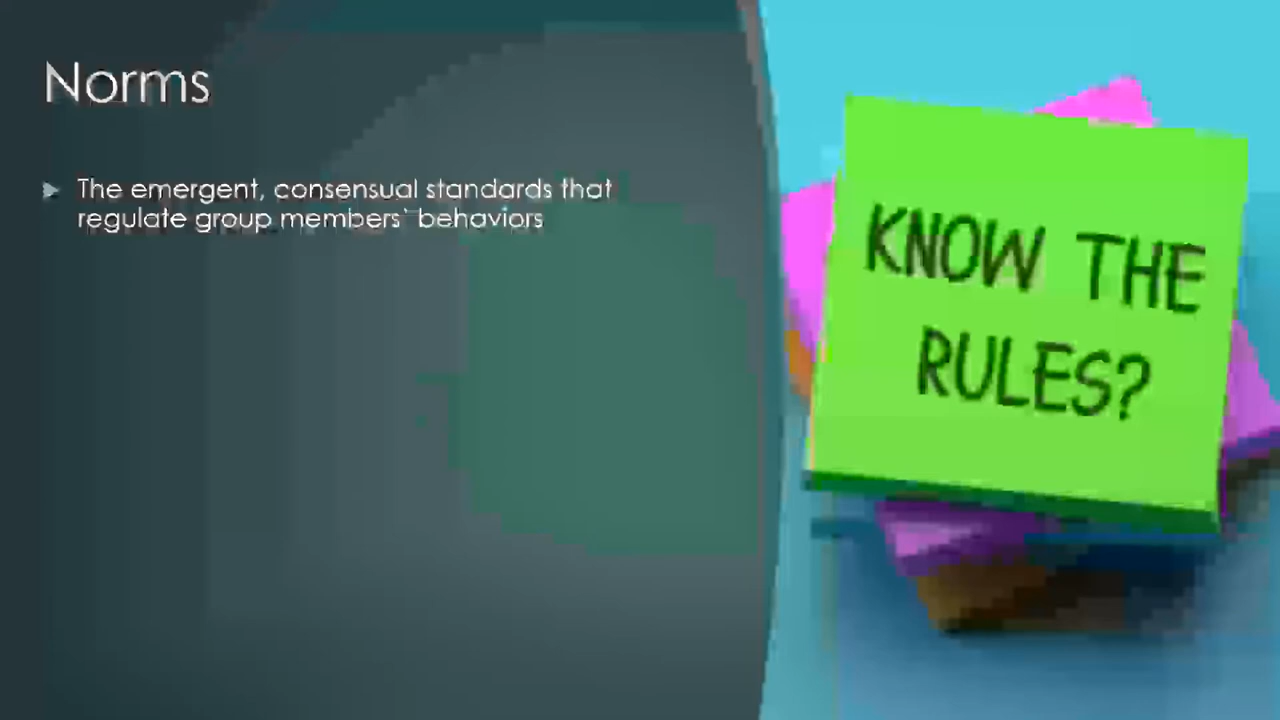 Norms
The emergent, consensual standards that
regulate group members' behaviors
KNOW THE
RULES?